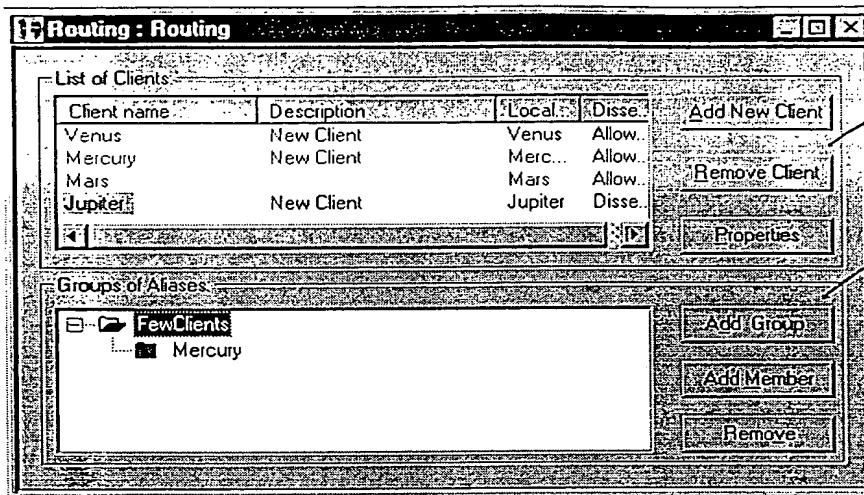 Routing : Routing
List of Clients
Client name Description Local... Disse...
Venus New Client Venus Allow...
Mercury New Client Merc... Allow...
Mars Mars Allow...
Jupiter New Client Jupiter Disse...
Add New Client
Remove Client
Properties
Groups of Aliases
FewClients
Mercury
Add Group
Add Member
Remove